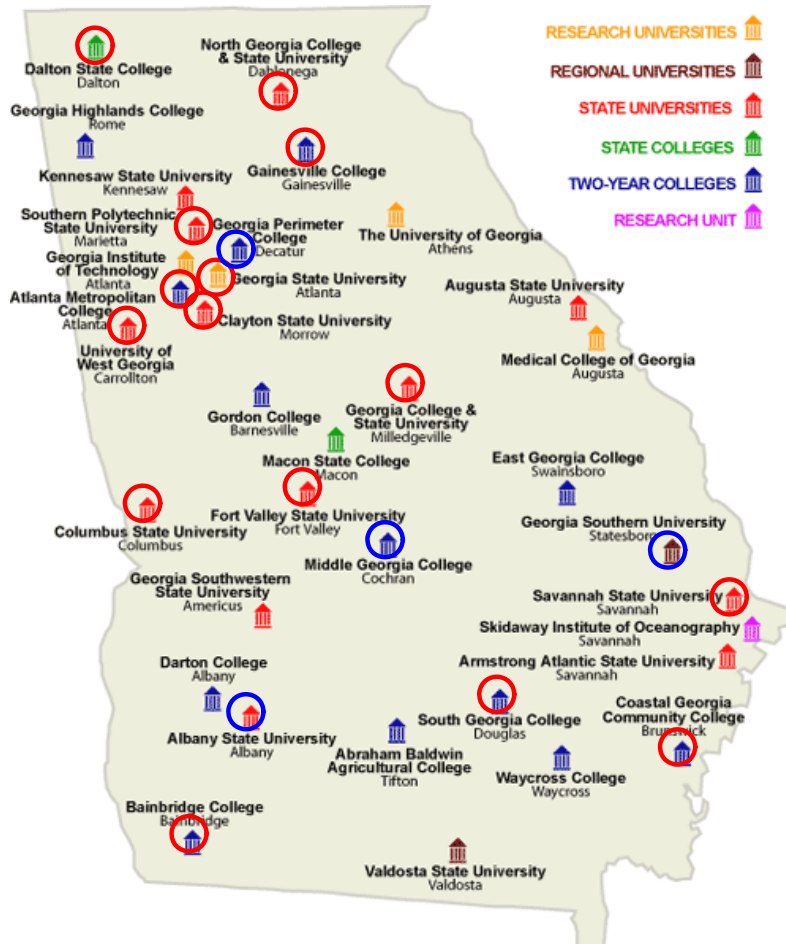 RESEARCH UNIVERSITIES
REGIONAL UNIVERSITIES
STATE UNIVERSITIES
STATE COLLEGES
TWO-YEAR COLLEGES
RESEARCH UNIT
Dalton State College
Dalton
North Georgia College
& State University
Dahlonega
Georgia Highlands College
Rome
Gainesville College
Gainesville
Kennesaw State University
Kennesaw
Southern Polytechnic
State University
Marietta
Georgia Perimeter
College
Decatur
The University of Georgia
Athens
Georgia Institute
of Technology
Atlanta
Georgia State University
Atlanta
Atlanta Metropolitan
College
Atlanta
Clayton State University
Morrow
Augusta State University
Augusta
Medical College of Georgia
Augusta
University of
West Georgia
Carrollton
Gordon College
Barnesville
Georgia College &
State University
Milledgeville
Macon State College
Macon
East Georgia College
Swainsboro
Fort Valley State University
Fort Valley
Columbus State University
Columbus
Georgia Southern University
Statesboro
Middle Georgia College
Cochran
Georgia Southwestern
State University
Americus
Savannah State University
Savannah
Skidaway Institute of Oceanography
Savannah
Armstrong Atlantic State University
Savannah
Darton College
Albany
Albany State University
Albany
South Georgia College
Douglas
Coastal Georgia
Community College
Brunswick
Abraham Baldwin
Agricultural College
Tifton
Waycross College
Waycross
Bainbridge College
Bainbridge
Valdosta State University
Valdosta